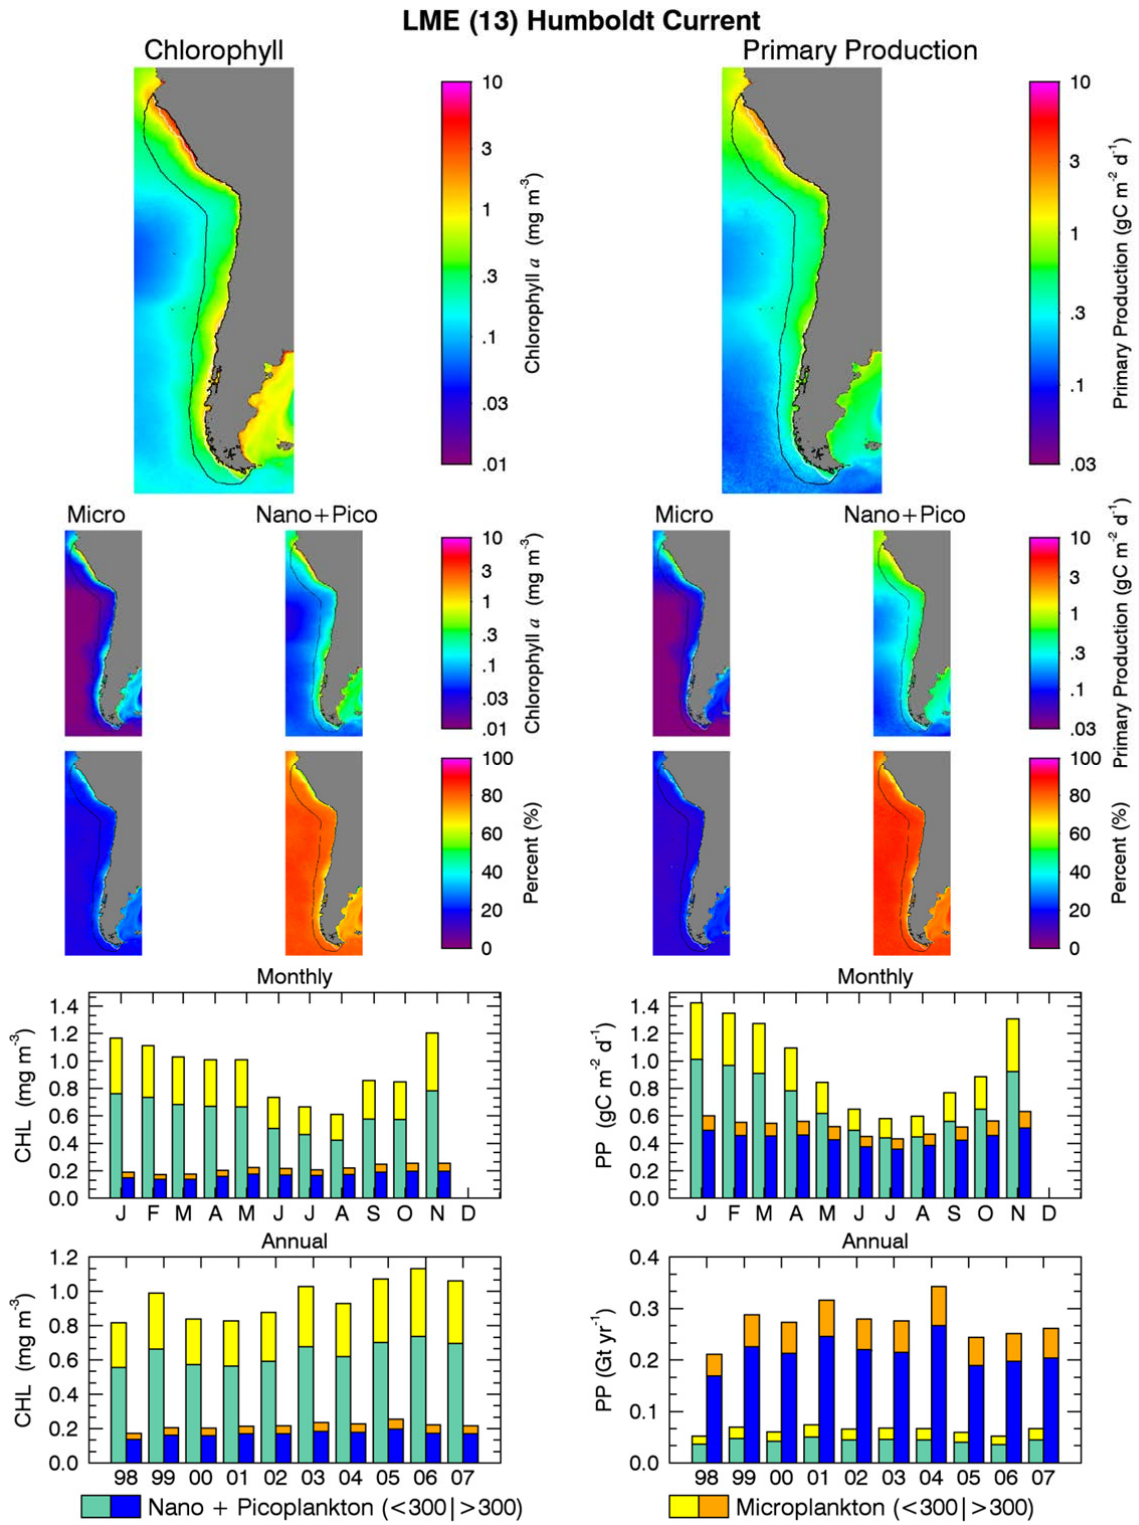 LME (13) Humboldt Current
Chlorophyll
Primary Production
10
3
1
.3
.1
.03
.01
Chlorophyll a (mg m-3)
10
3
1
.3
.1
.03
Primary Production (gC m-2 d-1)
Micro
Nano+Pico
10
3
1
.3
.1
.03
.01
Chlorophyll a (mg m-3)
Micro
Nano+Pico
10
3
1
.3
.1
.03
Primary Production (gC m-2 d-1)
100
80
60
40
20
0
Percent (%)
100
80
60
40
20
0
Percent (%)
Monthly
CHL (mg m-3)
1.4
1.2
1.0
0.8
0.6
0.4
0.2
0.0
J F M A M J J A S O N D
Monthly
PP (gC m-2 d-1)
1.4
1.2
1.0
0.8
0.6
0.4
0.2
0.0
J F M A M J J A S O N D
Annual
CHL (mg m-3)
1.2
1.0
0.8
0.6
0.4
0.2
0.0
98 99 00 01 02 03 04 05 06 07
Annual
PP (Gt yr-1)
0.4
0.3
0.2
0.1
0.0
98 99 00 01 02 03 04 05 06 07
Nano + Picoplankton (<300|>300)
Microplankton (<300|>300)